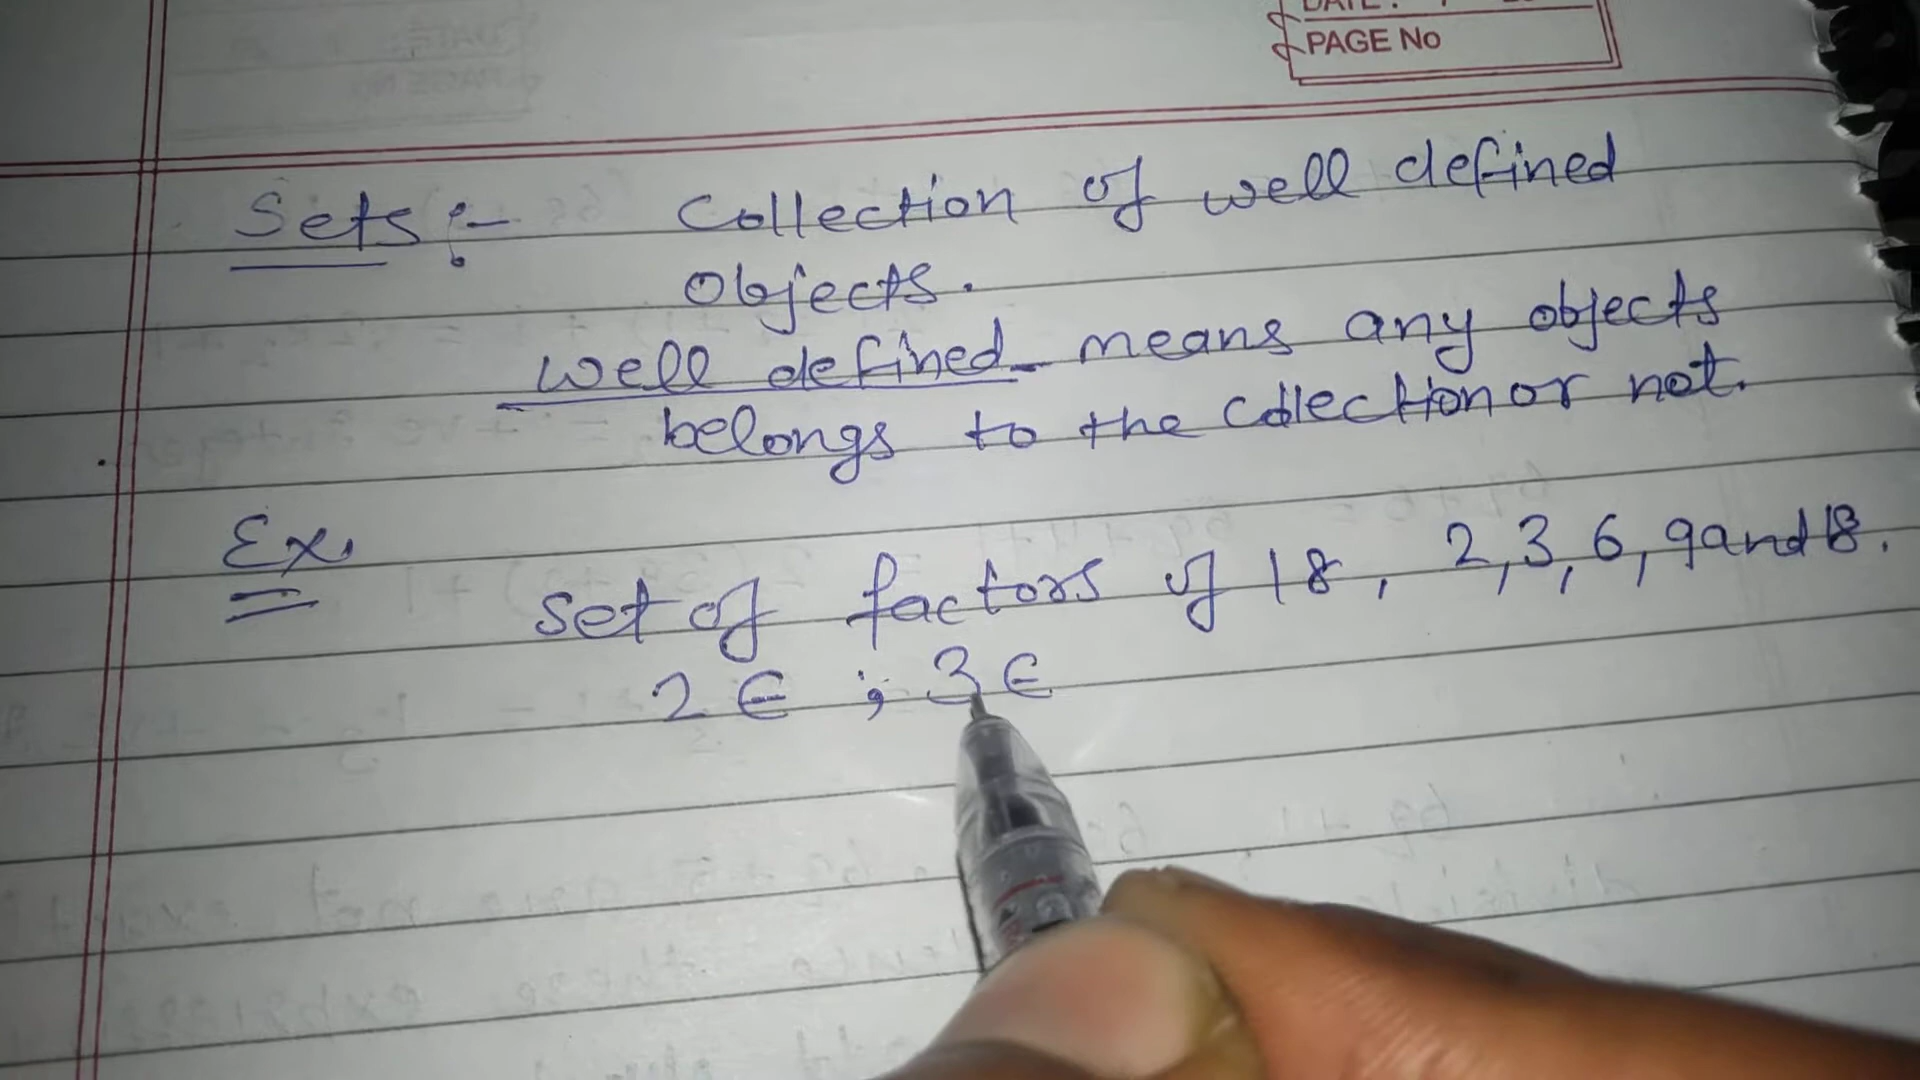 PAGE No
Sets :- Collection of well defined
objects.
well defined means any objects
belongs to the collection or not.
Ex.
set of factors of 18, 2,3,6,9 and 18.
2 ∈ ; 3 ∈